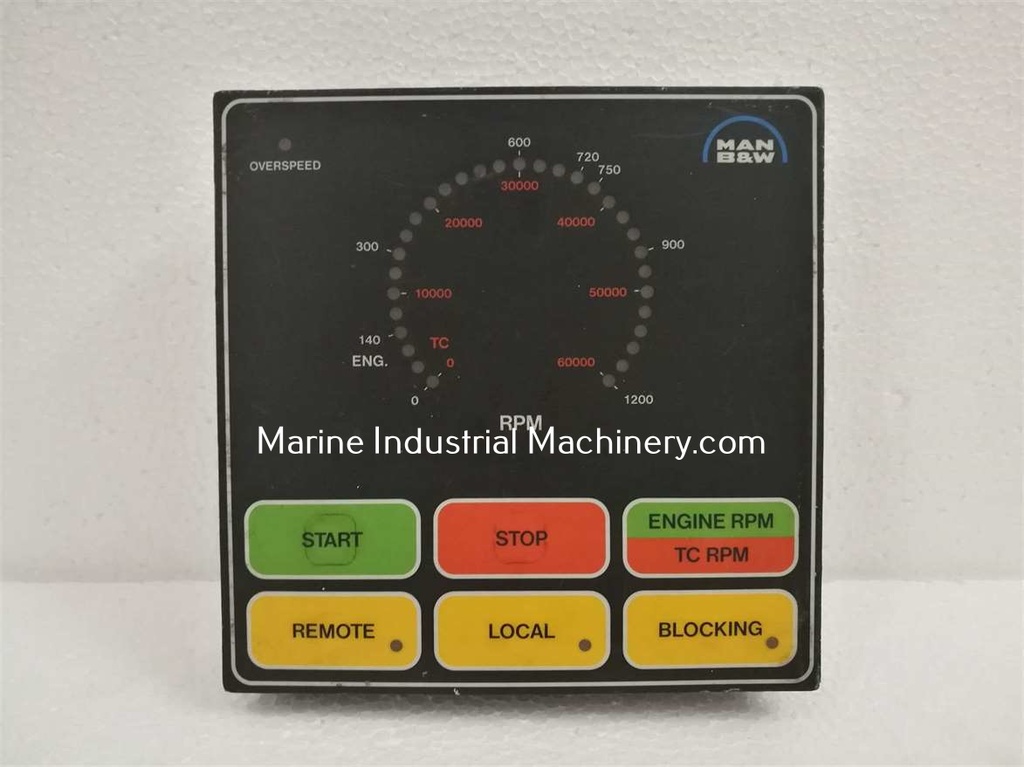 OVERSPEED
MAN
B&W
600
720
750
30000
20000
40000
300
900
10000
50000
140
TC
ENG.
0
60000
0
1200
RPM
Marine Industrial Machinery.com
START
STOP
ENGINE RPM
TC RPM
REMOTE
LOCAL
BLOCKING